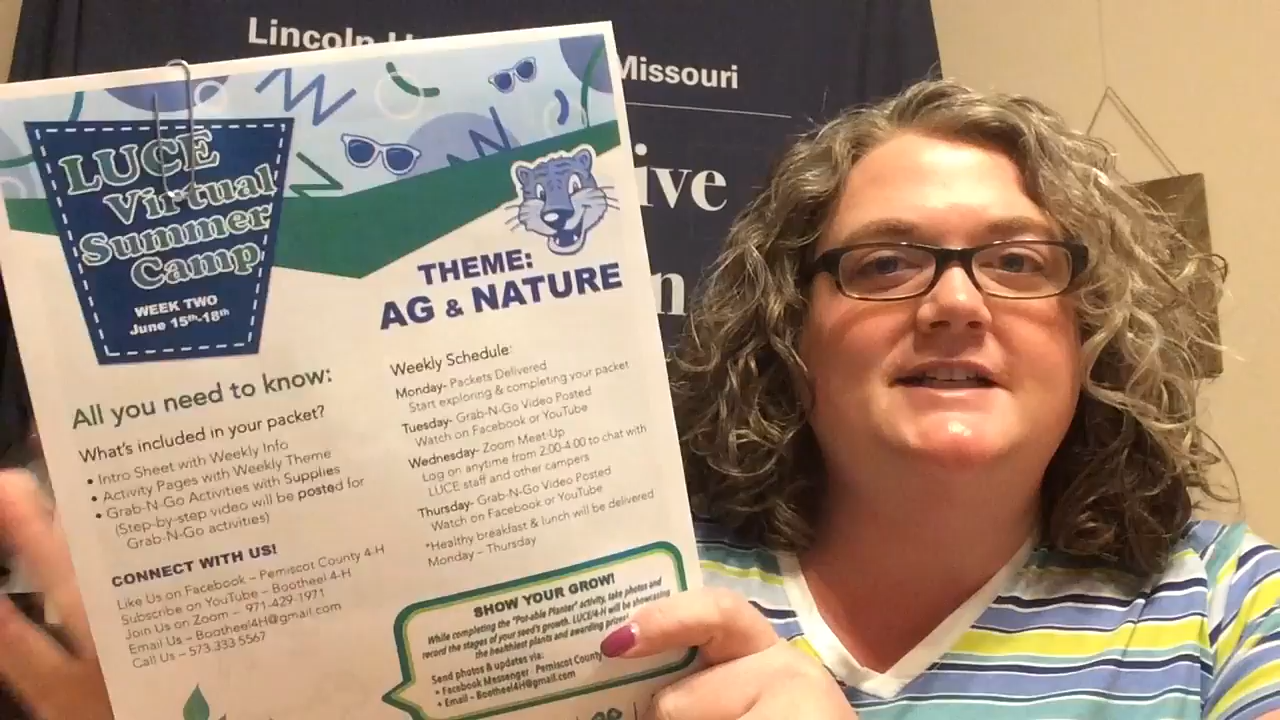 Lincoln
Missouri
ive
n
LUCE
Virtual
Summer
Camp
WEEK TWO
June 15th-18th
THEME:
AG & NATURE
All you need to know:
What's included in your packet?
• Intro Sheet with Weekly Info
• Activity Pages with Weekly Theme
• Grab-N-Go Activities with Supplies
(Step-by-step video will be posted for
Grab-N-Go activities)
CONNECT WITH US!
Like Us on Facebook – Pemiscot County 4-H
Subscribe on YouTube – Bootheel 4-H
Join Us on Zoom – 971-429-1971
Email Us – Bootheel4H@gmail.com
Call Us – 573.333.5567
Weekly Schedule:
Monday- Packets Delivered
Start exploring & completing your packet
Tuesday- Grab-N-Go Video Posted
Watch on Facebook or YouTube
Wednesday- Zoom Meet-Up
Log on anytime from 2:00-4:00 to chat with
LUCE staff and other campers
Thursday- Grab-N-Go Video Posted
Watch on Facebook or YouTube
*Healthy breakfast & lunch will be delivered
Monday – Thursday
SHOW YOUR GROW!
While completing the "Pot-able Planter" activity, take photos and
record the stages of your seed's growth. LUCE/4-H will be showcasing
the healthiest plants and awarding prizes
Send photos & updates via:
• Facebook Messenger - Pemiscot County
• Email – Bootheel4H@gmail.com